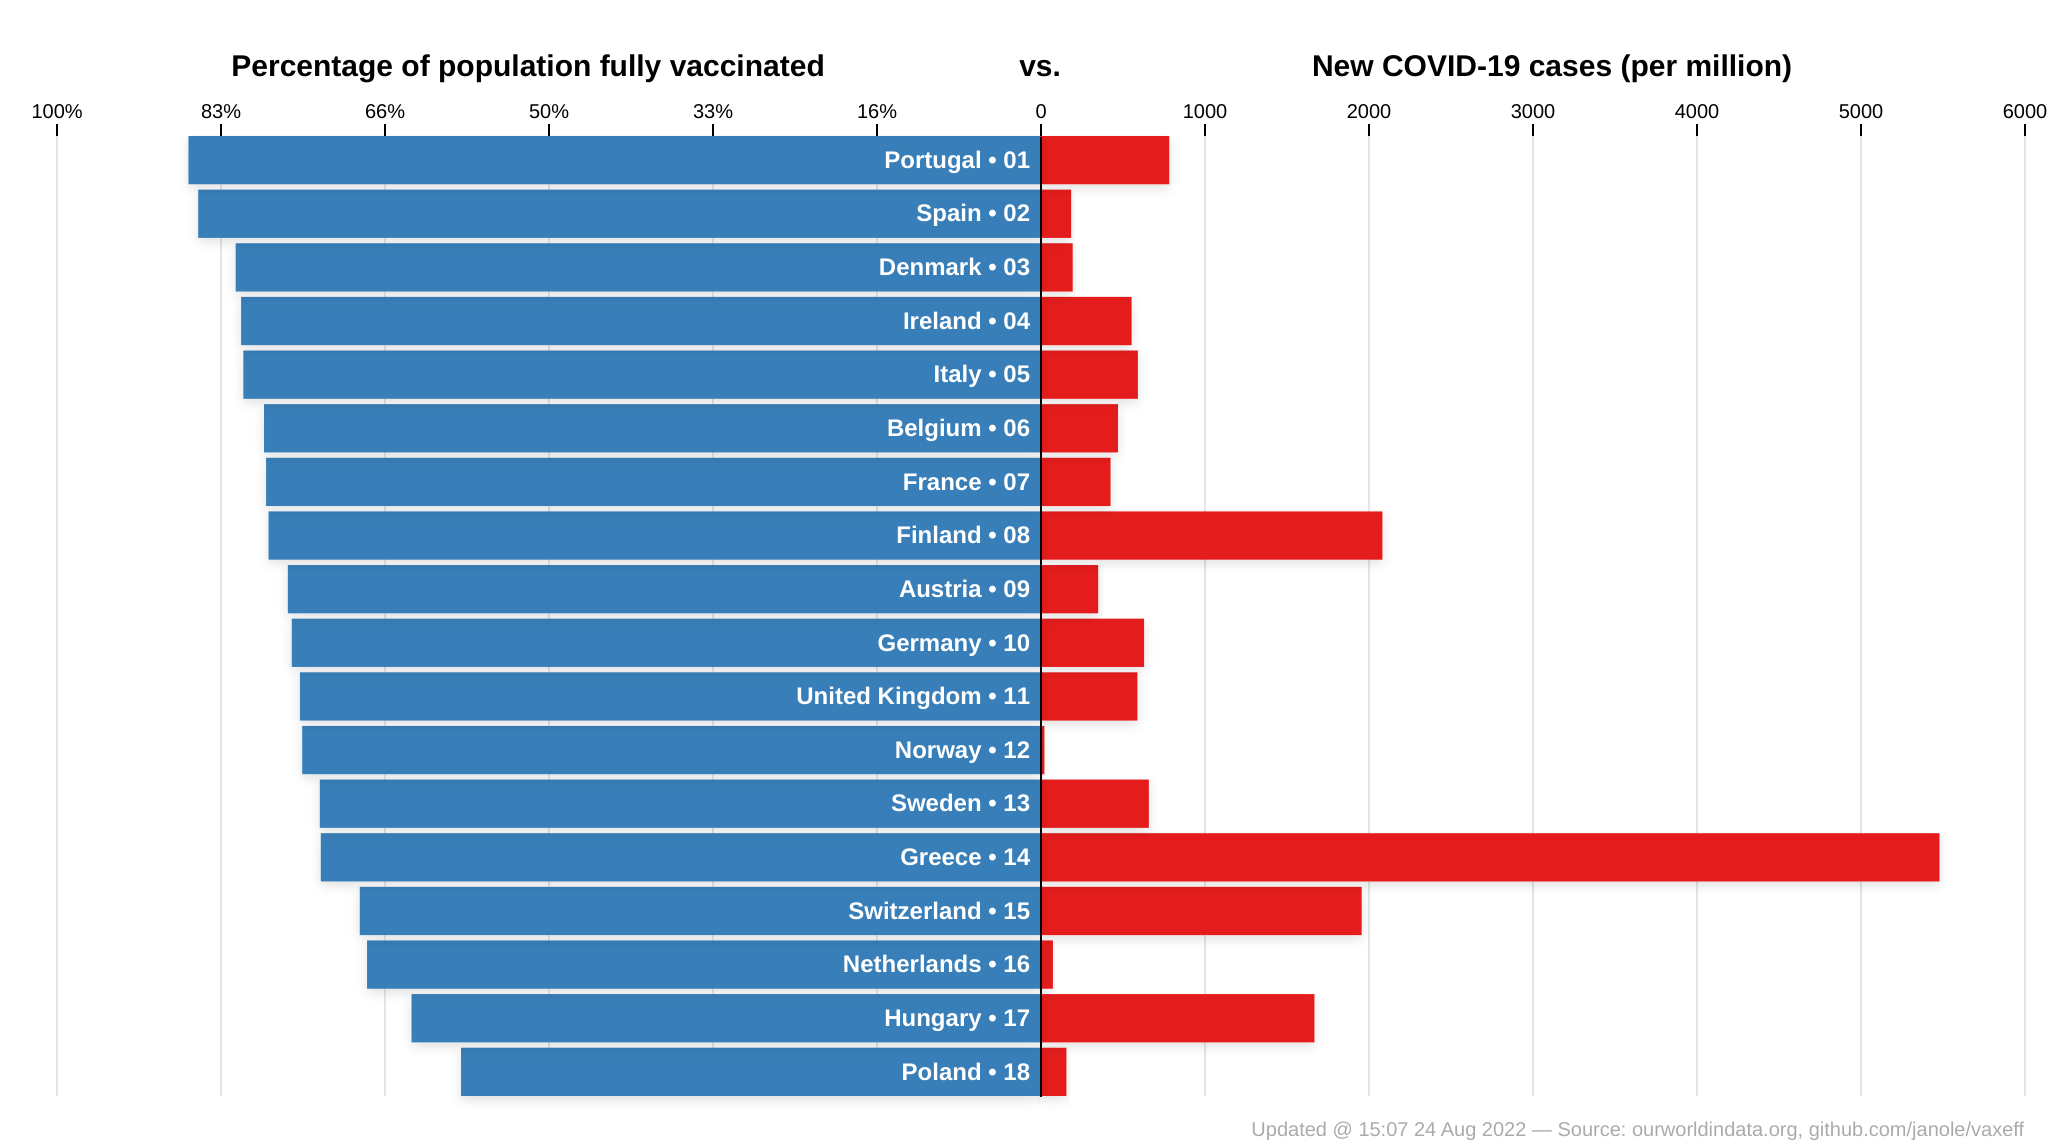 Percentage of population fully vaccinated vs. New COVID-19 cases (per million)
100% 83% 66% 50% 33% 16% 0 1000 2000 3000 4000 5000 6000
Portugal • 01
Spain • 02
Denmark • 03
Ireland • 04
Italy • 05
Belgium • 06
France • 07
Finland • 08
Austria • 09
Germany • 10
United Kingdom • 11
Norway • 12
Sweden • 13
Greece • 14
Switzerland • 15
Netherlands • 16
Hungary • 17
Poland • 18
Updated @ 15:07 24 Aug 2022 — Source: ourworldindata.org, github.com/janole/vaxeff